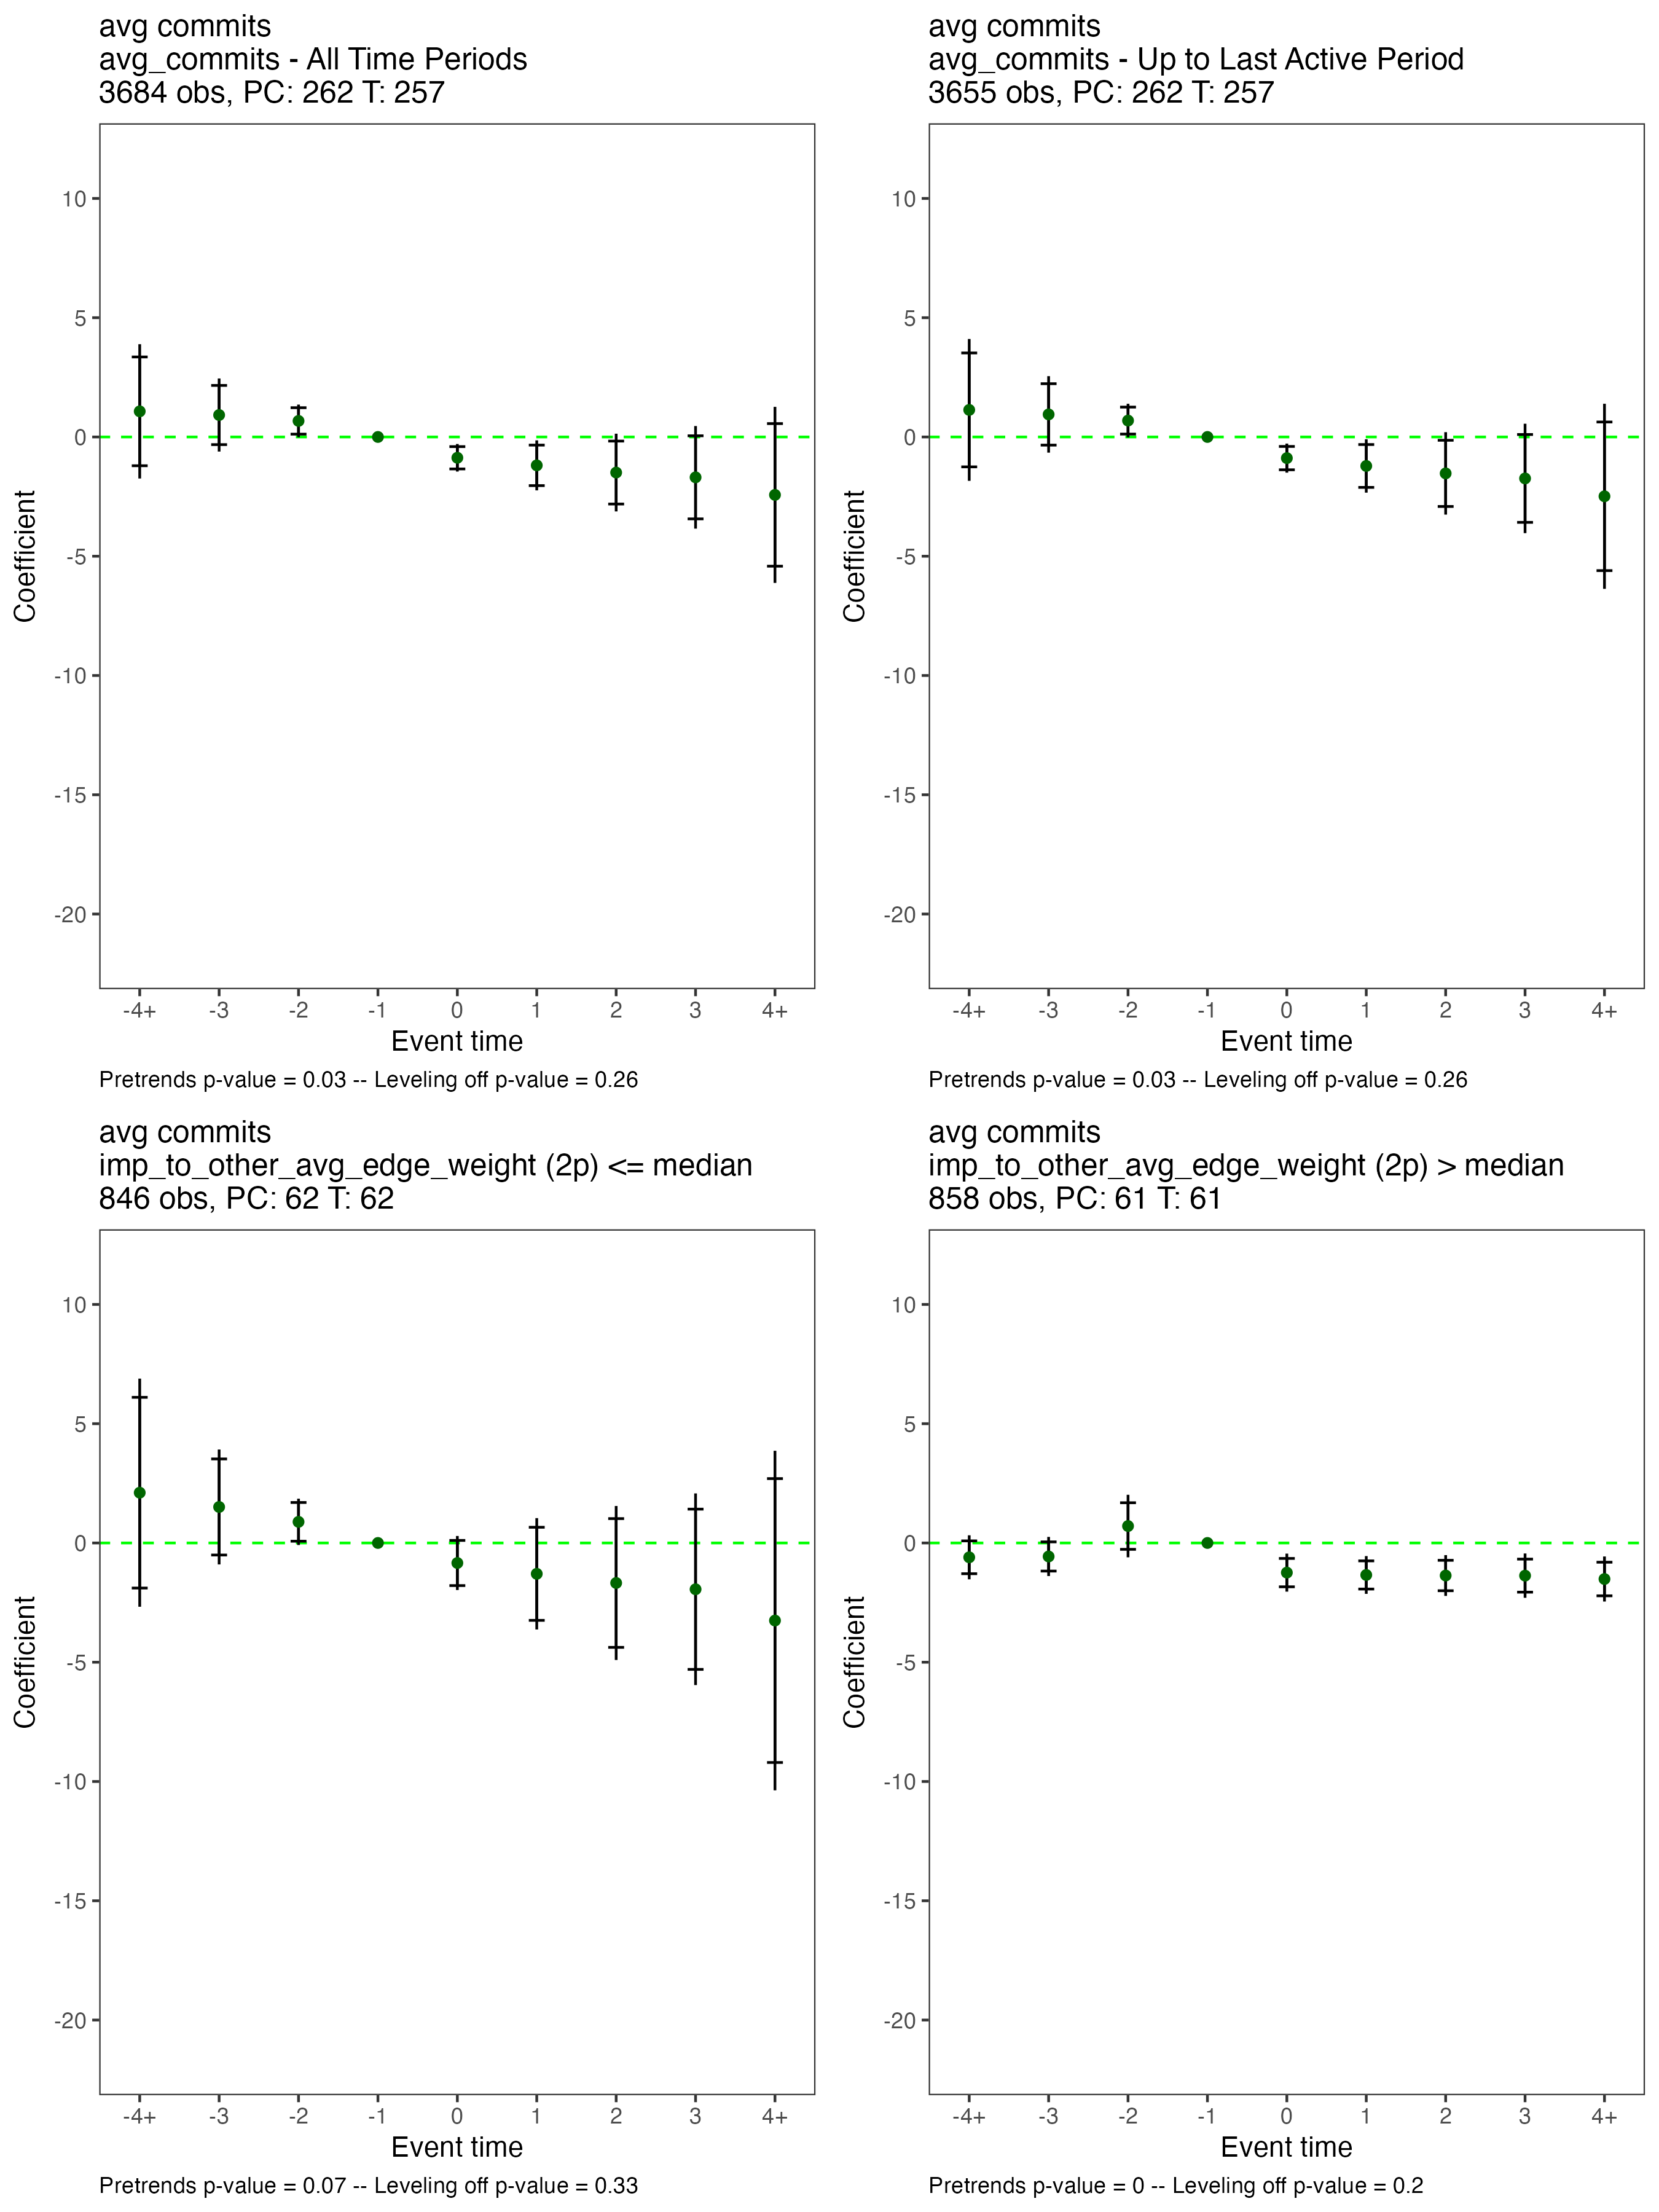 avg commits
avg_commits - All Time Periods
3684 obs, PC: 262 T: 257
10
5
0
-5
-10
-15
-20
Coefficient
-4+ -3 -2 -1 0 1 2 3 4+
Event time
Pretrends p-value = 0.03 -- Leveling off p-value = 0.26
avg commits
avg_commits - Up to Last Active Period
3655 obs, PC: 262 T: 257
10
5
0
-5
-10
-15
-20
Coefficient
-4+ -3 -2 -1 0 1 2 3 4+
Event time
Pretrends p-value = 0.03 -- Leveling off p-value = 0.26
avg commits
imp_to_other_avg_edge_weight (2p) <= median
846 obs, PC: 62 T: 62
10
5
0
-5
-10
-15
-20
Coefficient
-4+ -3 -2 -1 0 1 2 3 4+
Event time
Pretrends p-value = 0.07 -- Leveling off p-value = 0.33
avg commits
imp_to_other_avg_edge_weight (2p) > median
858 obs, PC: 61 T: 61
10
5
0
-5
-10
-15
-20
Coefficient
-4+ -3 -2 -1 0 1 2 3 4+
Event time
Pretrends p-value = 0 -- Leveling off p-value = 0.2